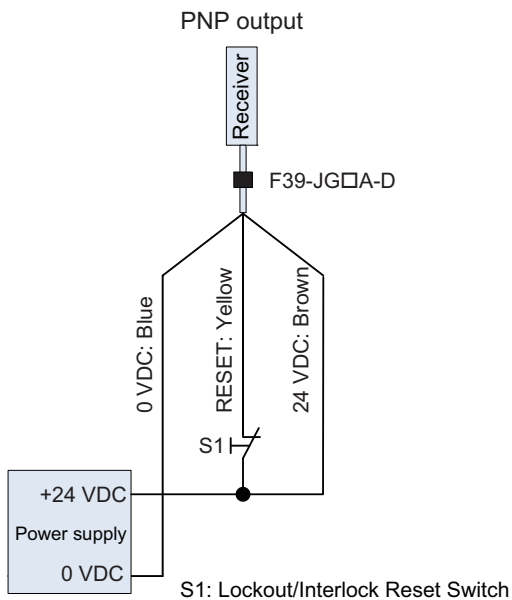 PNP output
Receiver
F39-JG□A-D
0 VDC: Blue
RESET: Yellow
24 VDC: Brown
S1
+24 VDC
Power supply
0 VDC
S1: Lockout/Interlock Reset Switch